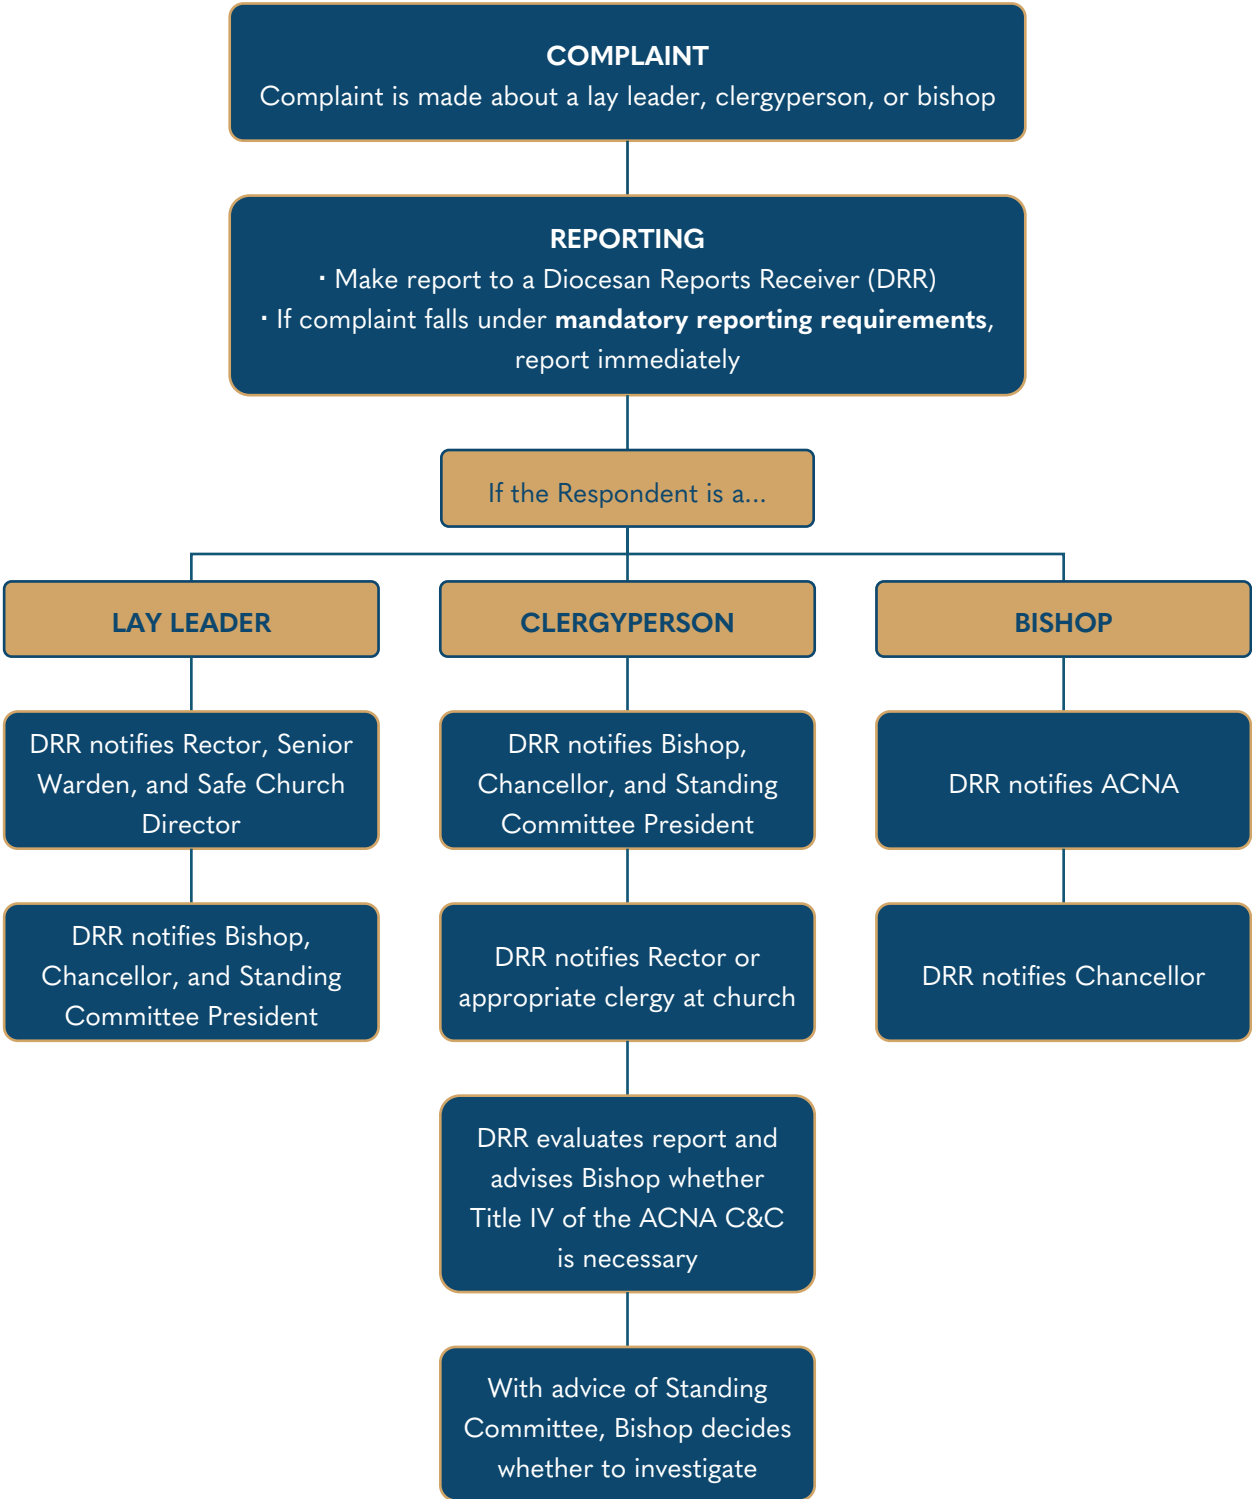 COMPLAINT
Complaint is made about a lay leader, clergyperson, or bishop
REPORTING
· Make report to a Diocesan Reports Receiver (DRR)
· If complaint falls under mandatory reporting requirements,
report immediately
If the Respondent is a...
LAY LEADER
DRR notifies Rector, Senior
Warden, and Safe Church
Director
DRR notifies Bishop,
Chancellor, and Standing
Committee President
CLERGYPERSON
DRR notifies Bishop,
Chancellor, and Standing
Committee President
DRR notifies Rector or
appropriate clergy at church
DRR evaluates report and
advises Bishop whether
Title IV of the ACNA C&C
is necessary
With advice of Standing
Committee, Bishop decides
whether to investigate
BISHOP
DRR notifies ACNA
DRR notifies Chancellor